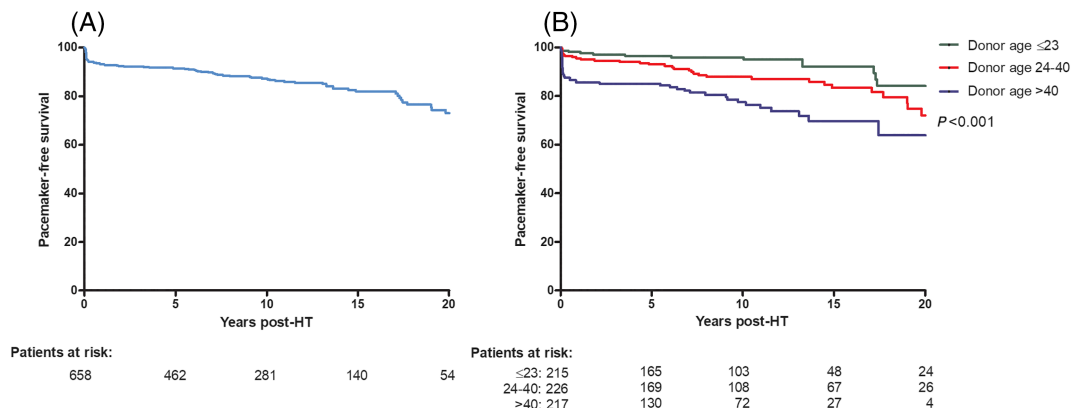 (A)
Pacemaker-free survival
100
80
60
40
20
0
0 5 10 15 20
Years post-HT
Patients at risk:
658 462 281 140 54
(B)
Pacemaker-free survival
100
80
60
40
20
0
0 5 10 15 20
Years post-HT
Donor age ≤23
Donor age 24-40
Donor age >40
P<0.001
Patients at risk:
≤23: 215 165 103 48 24
24-40: 226 169 108 67 26
>40: 217 130 72 27 4